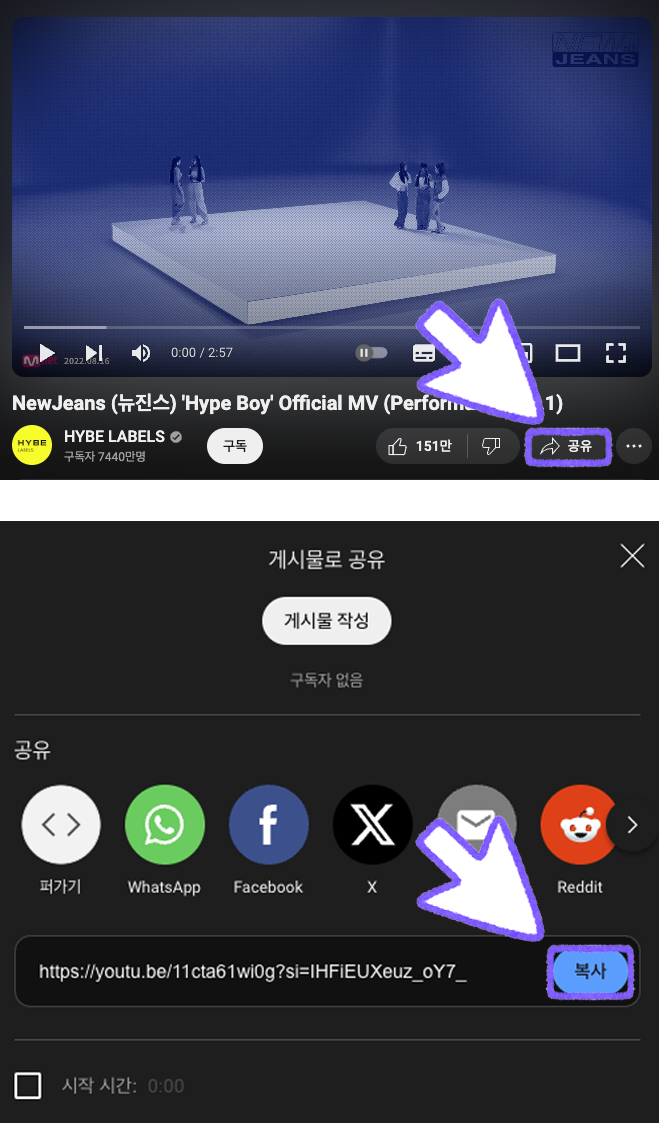 NEW
JEANS
0:00 / 2:57
2022.08.16
NewJeans (뉴진스) 'Hype Boy' Official MV (Perform 1)
HYBE
LABELS
HYBE LABELS
구독자 7440만명
구독
151만
공유
게시물로 공유
게시물 작성
구독자 없음
공유
퍼가기
WhatsApp
Facebook
X
Reddit
https://youtu.be/11cta61wi0g?si=IHFiEUXeuz_oY7_
복사
시작 시간: 0:00